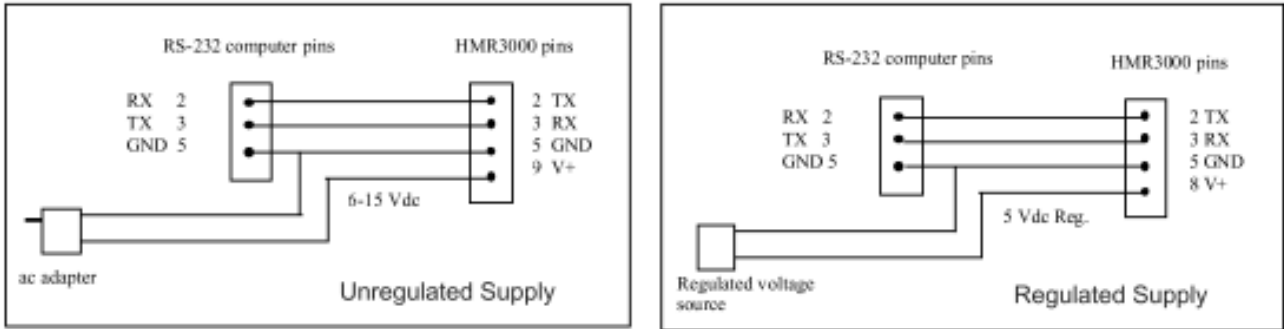 RS-232 computer pins
HMR3000 pins
RX 2
TX 3
GND 5
2 TX
3 RX
5 GND
9 V+
6-15 Vdc
ac adapter
Unregulated Supply
RS-232 computer pins
HMR3000 pins
RX 2
TX 3
GND 5
2 TX
3 RX
5 GND
8 V+
5 Vdc Reg.
Regulated voltage
source
Regulated Supply